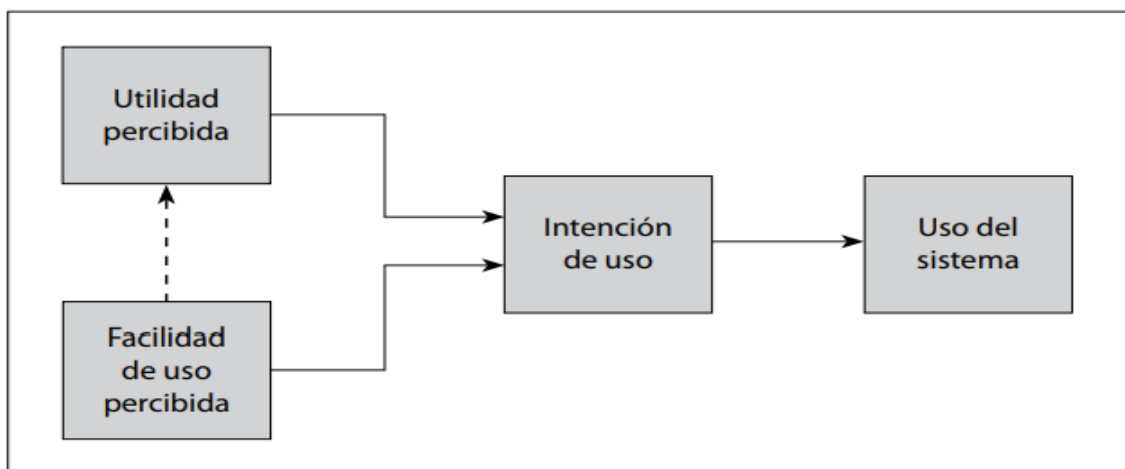 Utilidad
percibida
Facilidad
de uso
percibida
Intención
de uso
Uso del
sistema